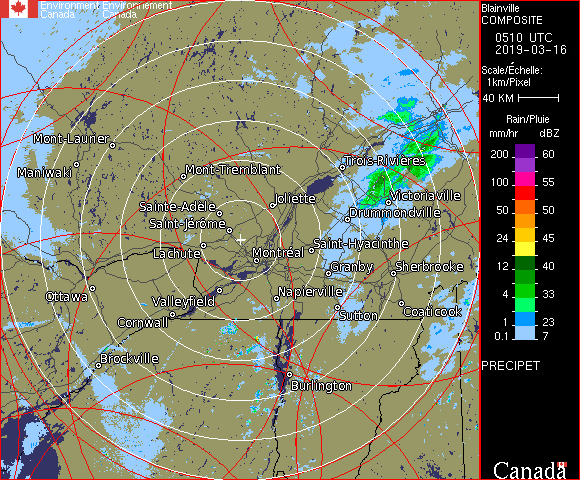 Environment Environnement
Canada Canada
Blainville
COMPOSITE
0510 UTC
2019-03-16
Scale/Échelle:
1km/Pixel
40 KM
Rain/Pluie
mm/hr dBZ
200 60
100 55
50 50
24 45
12 40
4 33
1 23
0.1 7
PRECIPET
Canada
Mont-Laurier
Maniwaki
Mont-Tremblant
Trois-Rivières
Sainte-Adele
Joliette
Victoriaville
Saint-Jérôme
Drummondville
Lachute
Montréal
Saint-Hyacinthe
Granby
Sherbrooke
Ottawa
Valleyfield
Napierville
Cornwall
Sutton
Coaticook
Brockville
Burlington